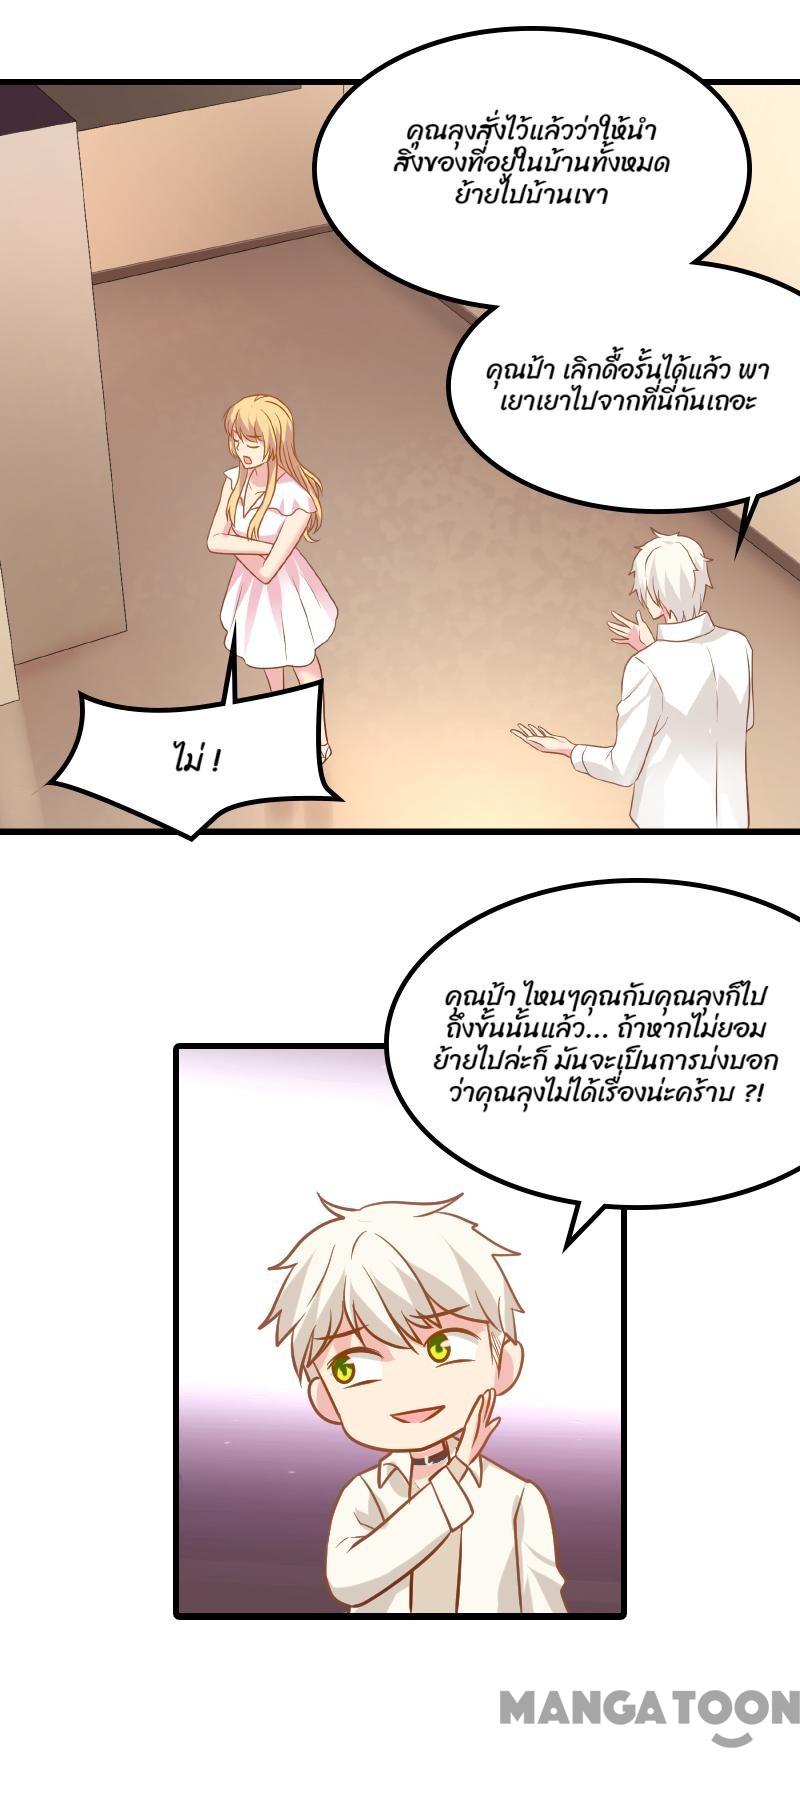 คุณลุงสั่งไว้แล้วว่าให้นำ
สิ่งของที่อยู่ในบ้านทั้งหมด
ย้ายไปบ้านเขา
คุณป้า เลิกดื้อรั้นได้แล้ว พา
เยาเยาไปจากที่นี่กันเถอะ
ไม่ !
คุณป้า ไหนๆคุณกับคุณลุงก็ไป
ถึงขั้นนั้นแล้ว... ถ้าหากไม่ยอม
ย้ายไปล่ะก็ มันจะเป็นการบ่งบอก
ว่าคุณลุงไม่ได้เรื่องน่ะคร้าบ ?!
MANGATOON